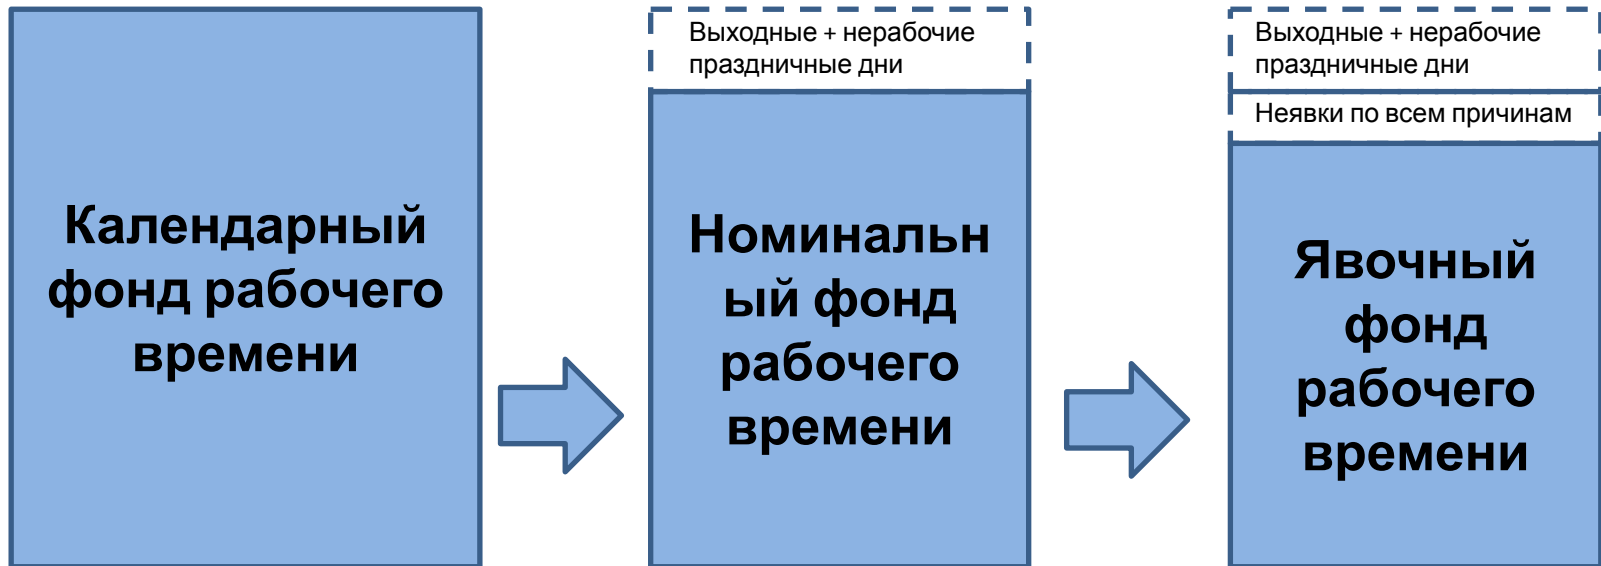 Календарный
фонд рабочего
времени
Выходные + нерабочие
праздничные дни
Номинальн
ый фонд
рабочего
времени
Выходные + нерабочие
праздничные дни
Неявки по всем причинам
Явочный
фонд
рабочего
времени